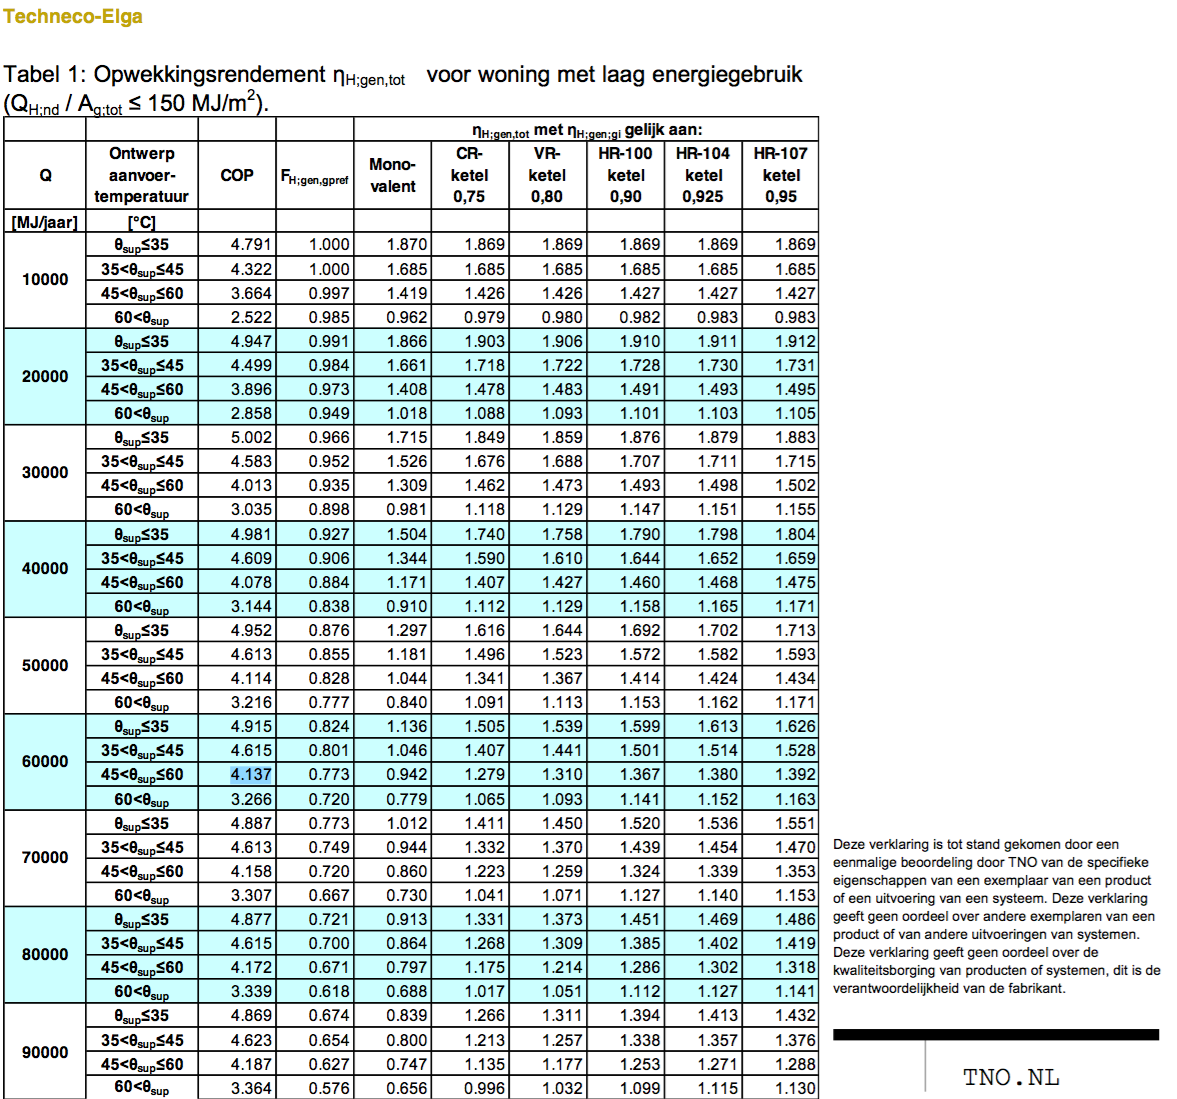 Techneco-Elga
Tabel 1: Opwekkingsrendement ηH;gen,tot voor woning met laag energiegebruik
(QH;nd / Ag;tot ≤ 150 MJ/m2).
ηH;gen,tot met ηH;gen;gi gelijk aan:
Q Ontwerp aanvoer-temperatuur COP FH;gen,gpref Mono-valent CR-ketel 0,75 VR-ketel 0,80 HR-100 ketel 0,90 HR-104 ketel 0,925 HR-107 ketel 0,95
[MJ/jaar] [°C]
10000
θsup≤35 4.791 1.000 1.870 1.869 1.869 1.869 1.869 1.869
35<θsup≤45 4.322 1.000 1.685 1.685 1.685 1.685 1.685 1.685
45<θsup≤60 3.664 0.997 1.419 1.426 1.426 1.427 1.427 1.427
60<θsup 2.522 0.985 0.962 0.979 0.980 0.982 0.983 0.983
20000
θsup≤35 4.947 0.991 1.866 1.903 1.906 1.910 1.911 1.912
35<θsup≤45 4.499 0.984 1.661 1.718 1.722 1.728 1.730 1.731
45<θsup≤60 3.896 0.973 1.408 1.478 1.483 1.491 1.493 1.495
60<θsup 2.858 0.949 1.018 1.088 1.093 1.101 1.103 1.105
30000
θsup≤35 5.002 0.966 1.715 1.849 1.859 1.876 1.879 1.883
35<θsup≤45 4.583 0.952 1.526 1.676 1.688 1.707 1.711 1.715
45<θsup≤60 4.013 0.935 1.309 1.462 1.473 1.493 1.498 1.502
60<θsup 3.035 0.898 0.981 1.118 1.129 1.147 1.151 1.155
40000
θsup≤35 4.981 0.927 1.504 1.740 1.758 1.790 1.798 1.804
35<θsup≤45 4.609 0.906 1.344 1.590 1.610 1.644 1.652 1.659
45<θsup≤60 4.078 0.884 1.171 1.407 1.427 1.460 1.468 1.475
60<θsup 3.144 0.838 0.910 1.112 1.129 1.158 1.165 1.171
50000
θsup≤35 4.952 0.876 1.297 1.616 1.644 1.692 1.702 1.713
35<θsup≤45 4.613 0.855 1.181 1.496 1.523 1.572 1.582 1.593
45<θsup≤60 4.114 0.828 1.044 1.341 1.367 1.414 1.424 1.434
60<θsup 3.216 0.777 0.840 1.091 1.113 1.153 1.162 1.171
60000
θsup≤35 4.915 0.824 1.136 1.505 1.539 1.599 1.613 1.626
35<θsup≤45 4.615 0.801 1.046 1.407 1.441 1.501 1.514 1.528
45<θsup≤60 4.137 0.773 0.942 1.279 1.310 1.367 1.380 1.392
60<θsup 3.266 0.720 0.779 1.065 1.093 1.141 1.152 1.163
70000
θsup≤35 4.887 0.773 1.012 1.411 1.450 1.520 1.536 1.551
35<θsup≤45 4.613 0.749 0.944 1.332 1.370 1.439 1.454 1.470
45<θsup≤60 4.158 0.720 0.860 1.223 1.259 1.324 1.339 1.353
60<θsup 3.307 0.667 0.730 1.041 1.071 1.127 1.140 1.153
80000
θsup≤35 4.877 0.721 0.913 1.331 1.373 1.451 1.469 1.486
35<θsup≤45 4.615 0.700 0.864 1.268 1.309 1.385 1.402 1.419
45<θsup≤60 4.172 0.671 0.797 1.175 1.214 1.286 1.302 1.318
60<θsup 3.339 0.618 0.688 1.017 1.051 1.112 1.127 1.141
90000
θsup≤35 4.869 0.674 0.839 1.266 1.311 1.394 1.413 1.432
35<θsup≤45 4.623 0.654 0.800 1.213 1.257 1.338 1.357 1.376
45<θsup≤60 4.187 0.627 0.747 1.135 1.177 1.253 1.271 1.288
60<θsup 3.364 0.576 0.656 0.996 1.032 1.099 1.115 1.130
Deze verklaring is tot stand gekomen door een
eenmalige beoordeling door TNO van de specifieke
eigenschappen van een exemplaar van een product
of een uitvoering van een systeem. Deze verklaring
geeft geen oordeel over andere exemplaren van een
product of van andere uitvoeringen van systemen.
Deze verklaring geeft geen oordeel over de
kwaliteitsborging van producten of systemen, dit is de
verantwoordelijkheid van de fabrikant.
TNO.NL